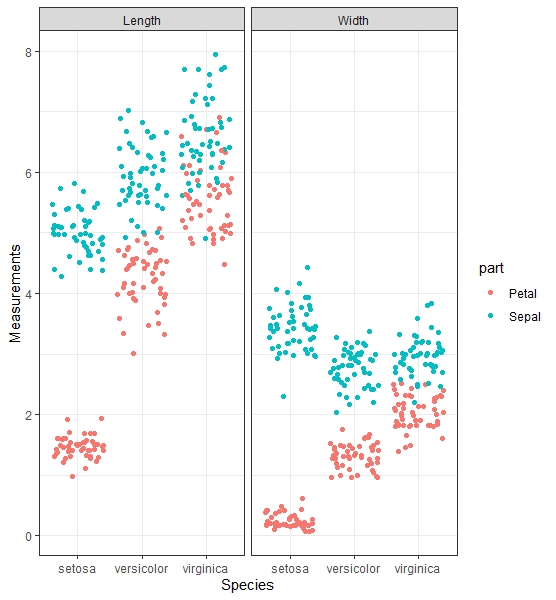 Length Width
8
6
4
2
0
Measurements
setosa versicolor virginica setosa versicolor virginica
Species
part
Petal
Sepal